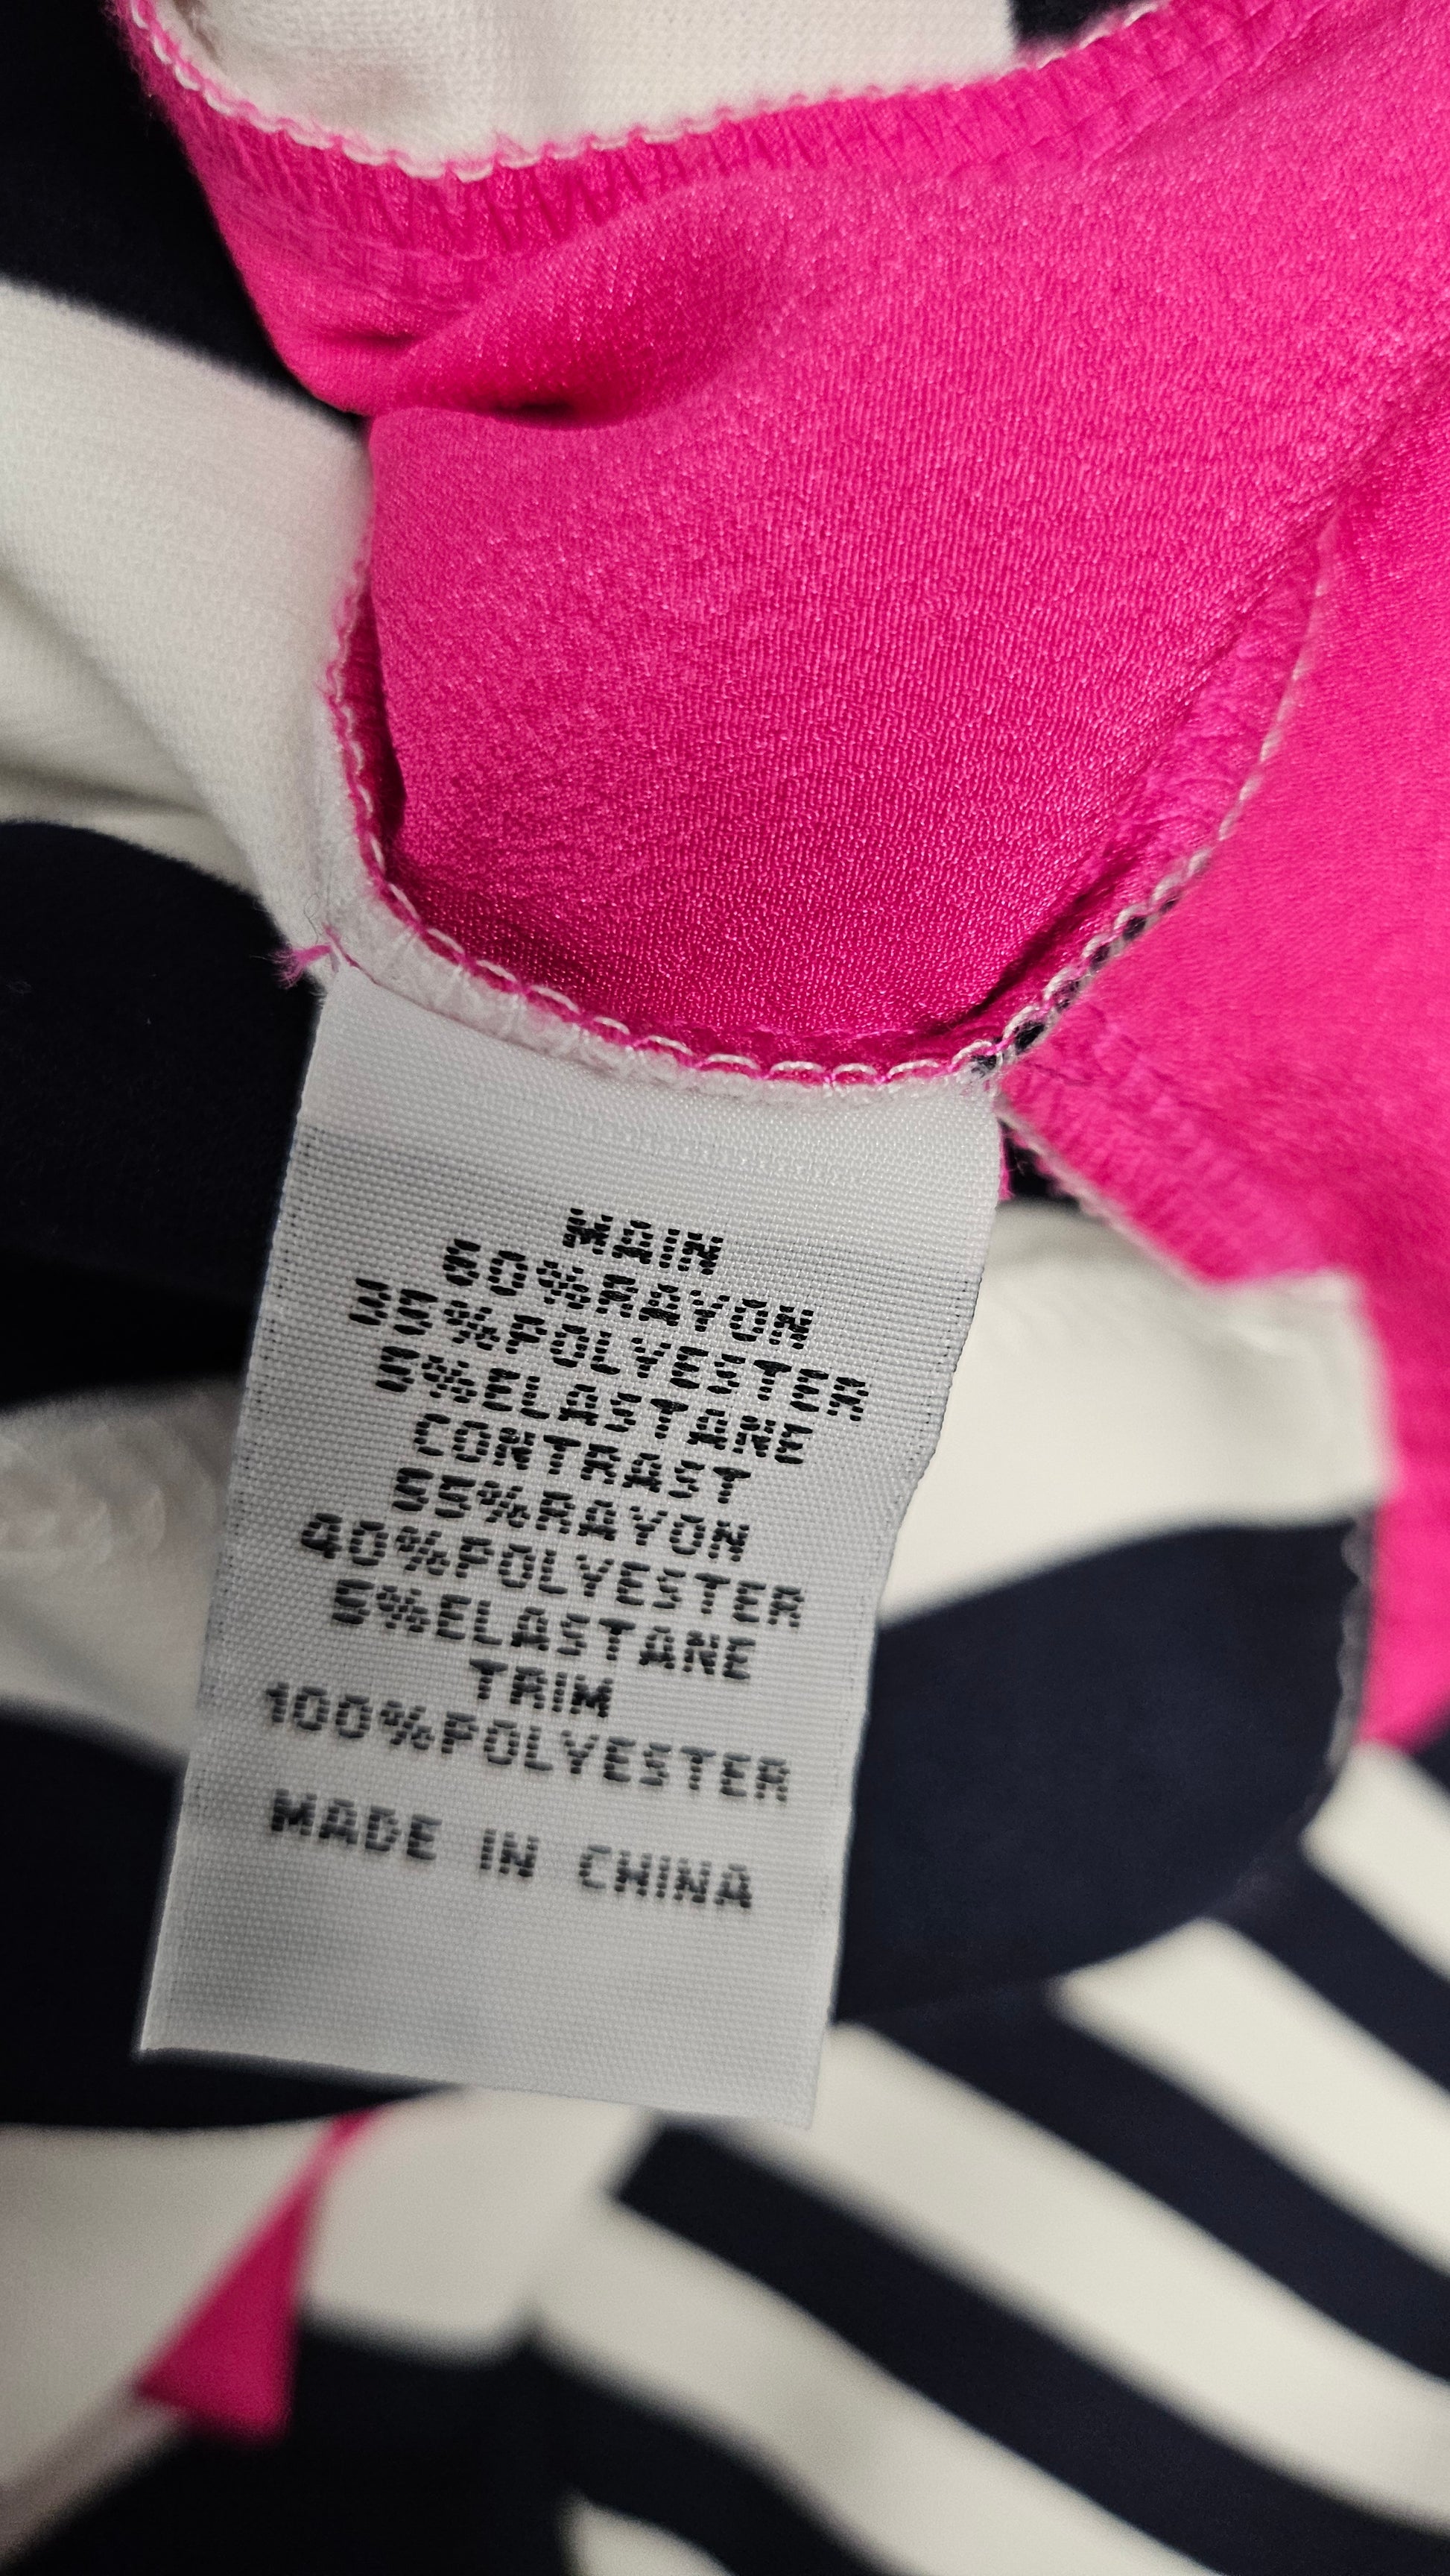 MAIN
60%RAYON
35%POLYESTER
5%ELASTANE
CONTRAST
55%RAYON
40%POLYESTER
5%ELASTANE
TRIM
100%POLYESTER
MADE IN CHINA